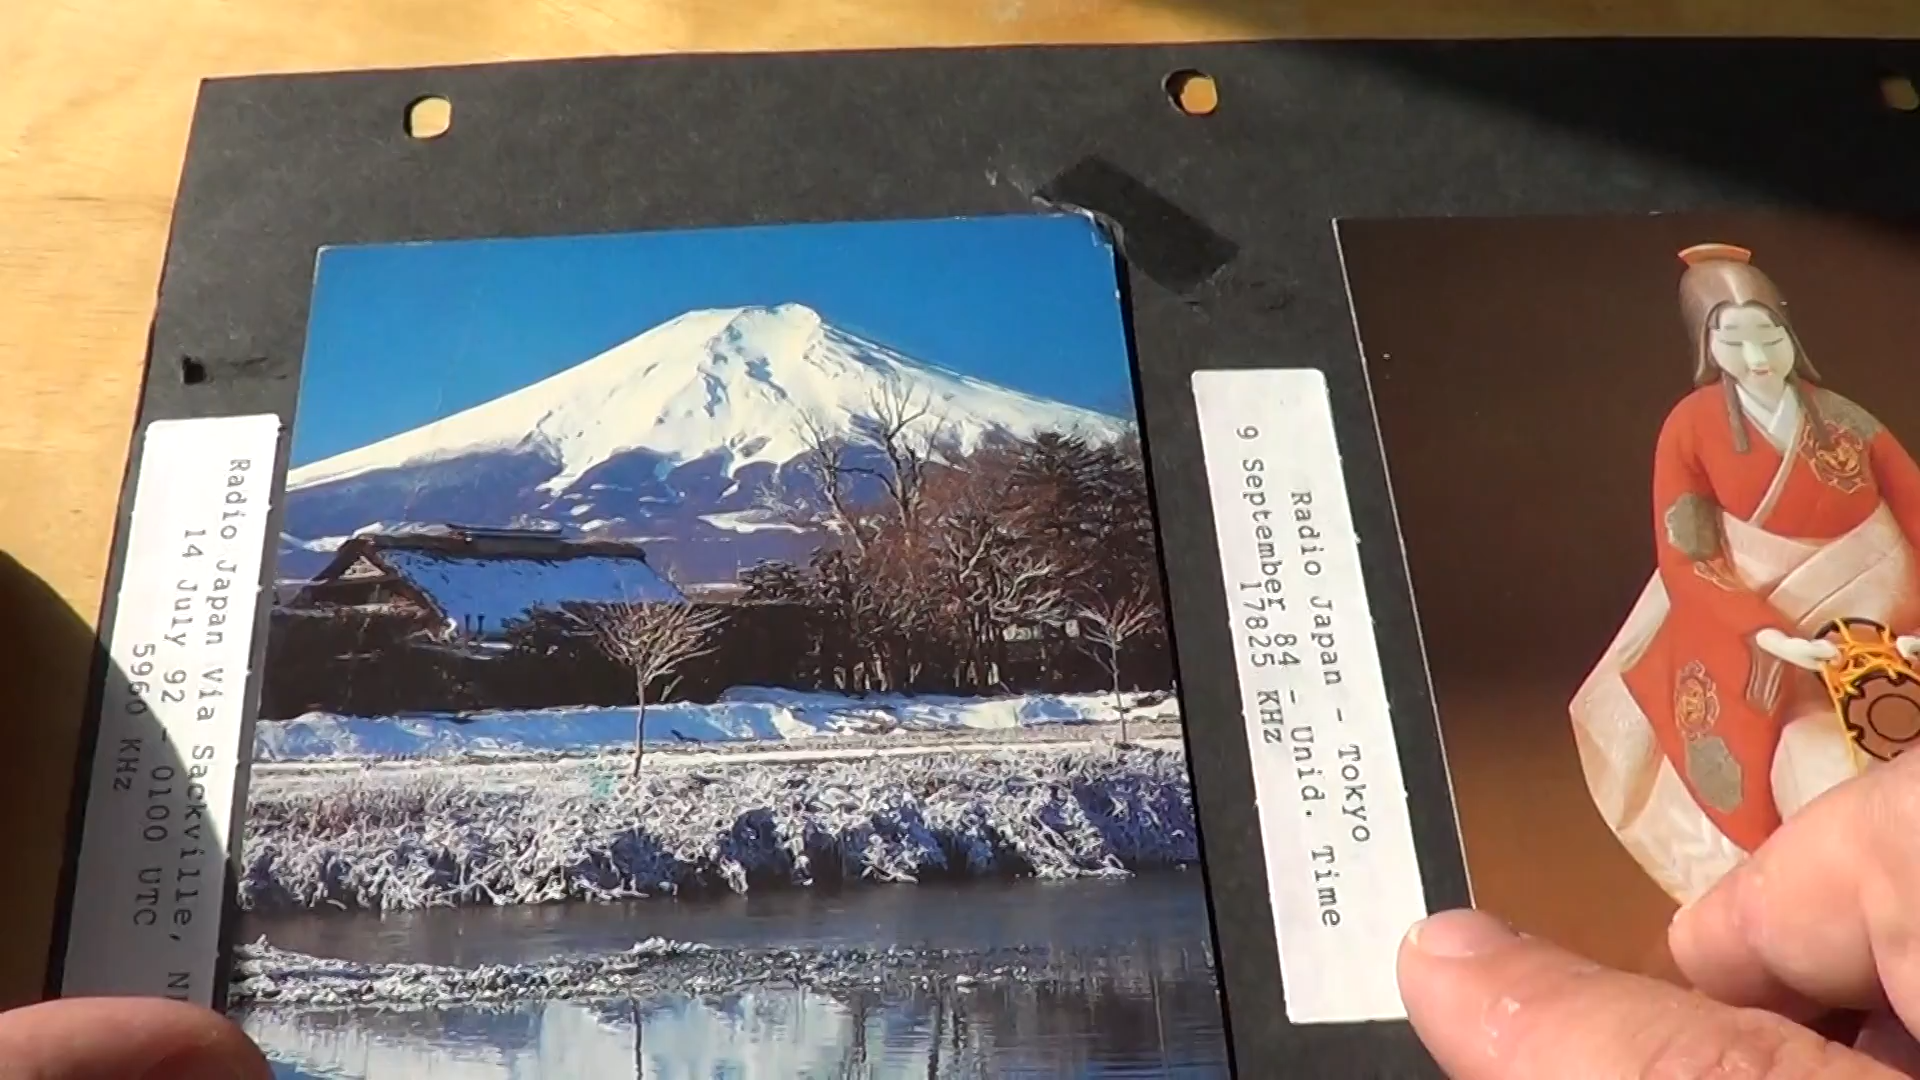 Radio Japan Via Sackville,
14 July 92 - 0100 UTC
5960 KHz
Radio Japan - Tokyo
9 September 84 - Unid. Time
17825 KHz